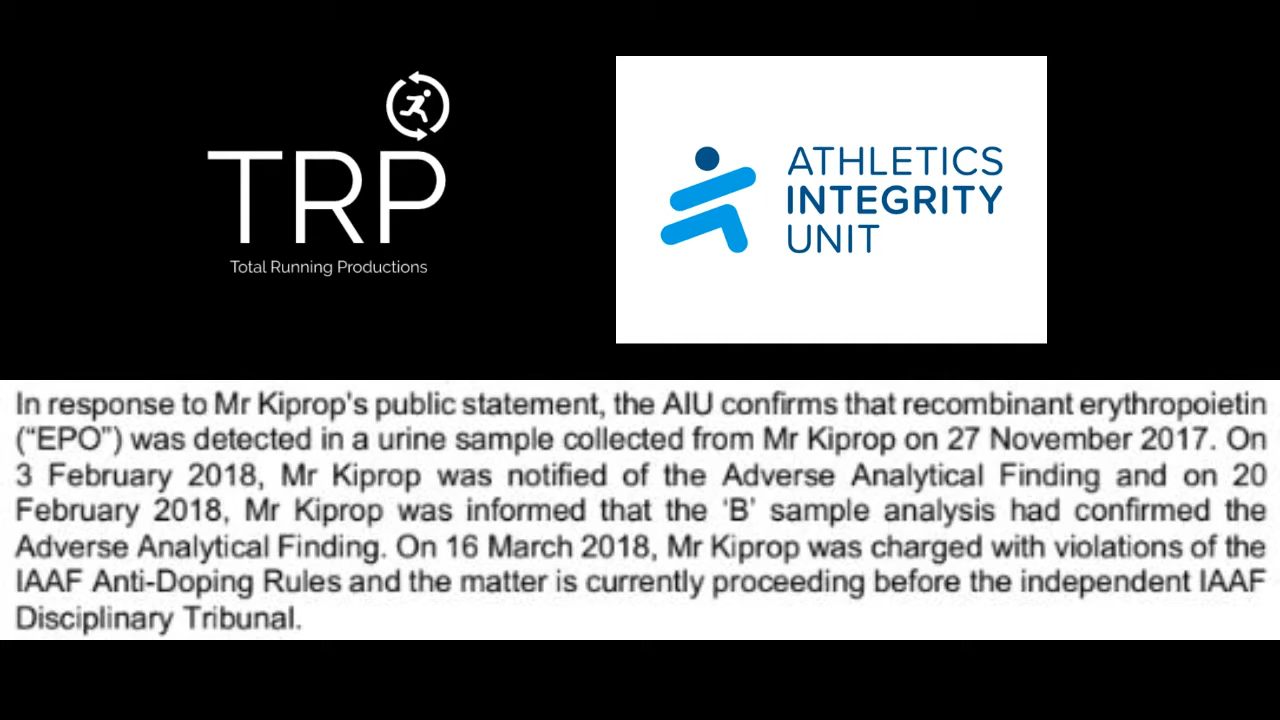 TRP
Total Running Productions
ATHLETICS
INTEGRITY
UNIT
In response to Mr Kiprop's public statement, the AIU confirms that recombinant erythropoietin
(“EPO”) was detected in a urine sample collected from Mr Kiprop on 27 November 2017. On
3 February 2018, Mr Kiprop was notified of the Adverse Analytical Finding and on 20
February 2018, Mr Kiprop was informed that the ‘B’ sample analysis had confirmed the
Adverse Analytical Finding. On 16 March 2018, Mr Kiprop was charged with violations of the
IAAF Anti-Doping Rules and the matter is currently proceeding before the independent IAAF
Disciplinary Tribunal.